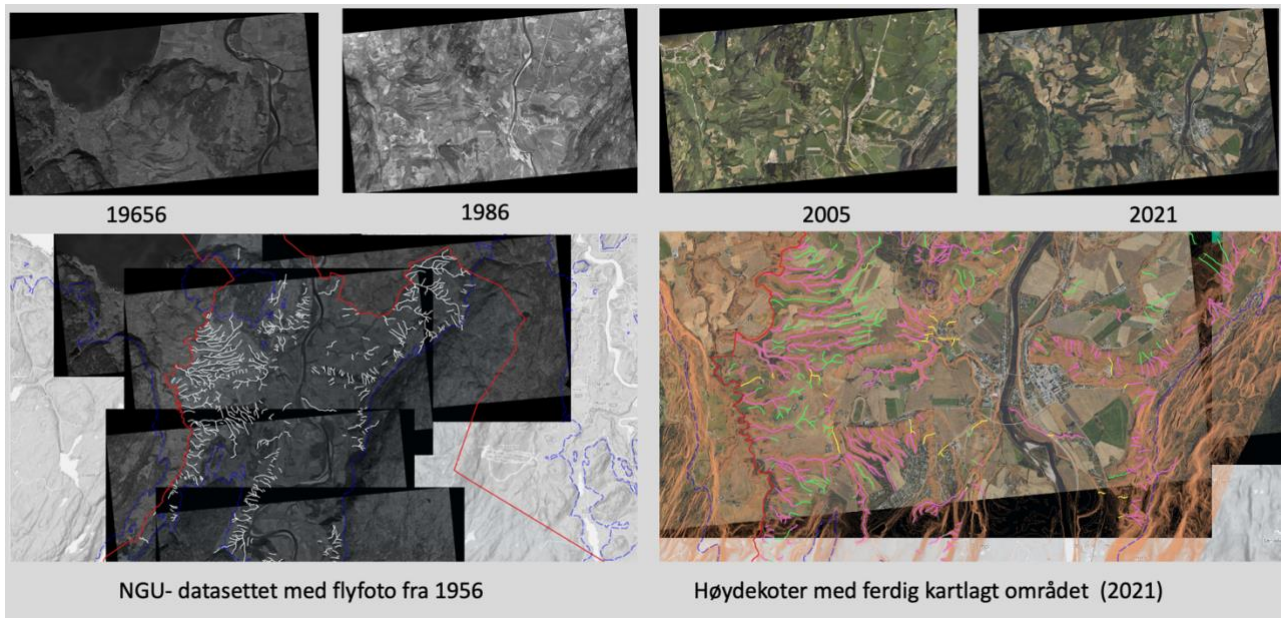 19656
1986
2005
2021
NGU- datasettet med flyfoto fra 1956
Høydekoter med ferdig kartlagt området (2021)